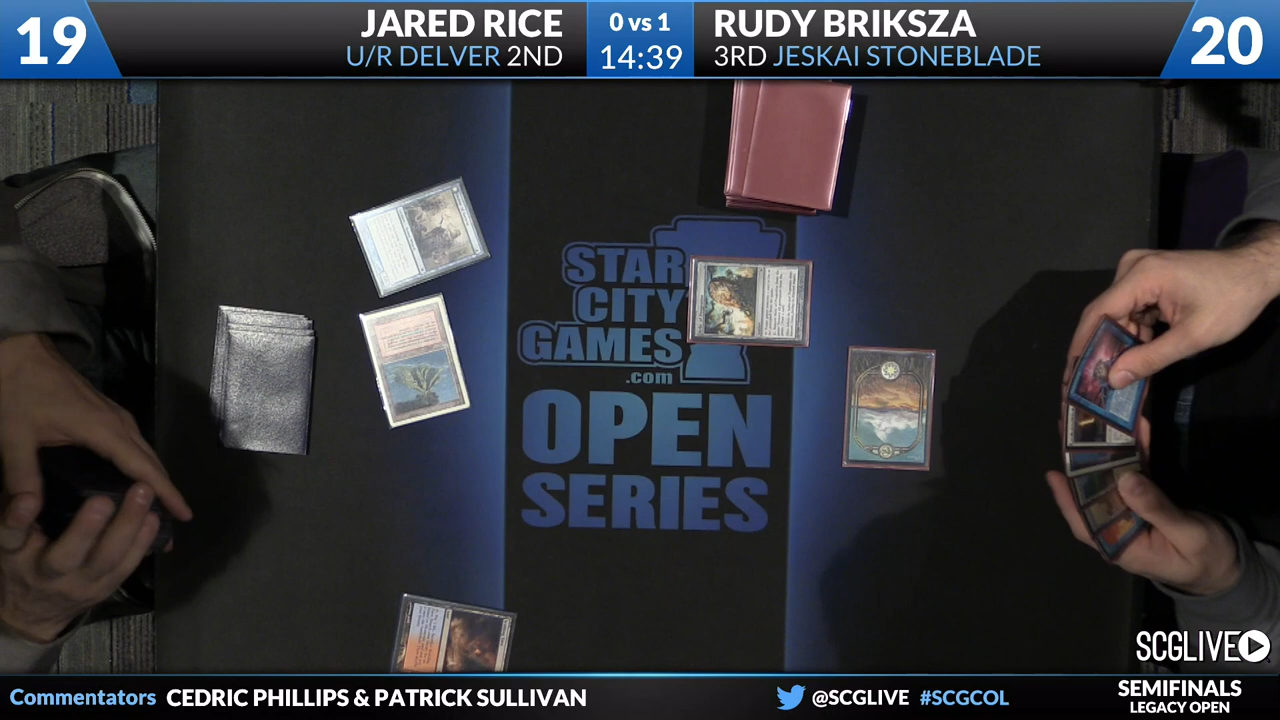 19
JARED RICE
U/R DELVER 2ND
0 vs 1
14:39
RUDY BRIKSZA
3RD JESKAI STONEBLADE
20
STAR
CITY
GAMES
.com
OPEN
SERIES
SCGLIVE
Commentators CEDRIC PHILLIPS & PATRICK SULLIVAN
@SCGLIVE #SCGCOL
SEMIFINALS
LEGACY OPEN